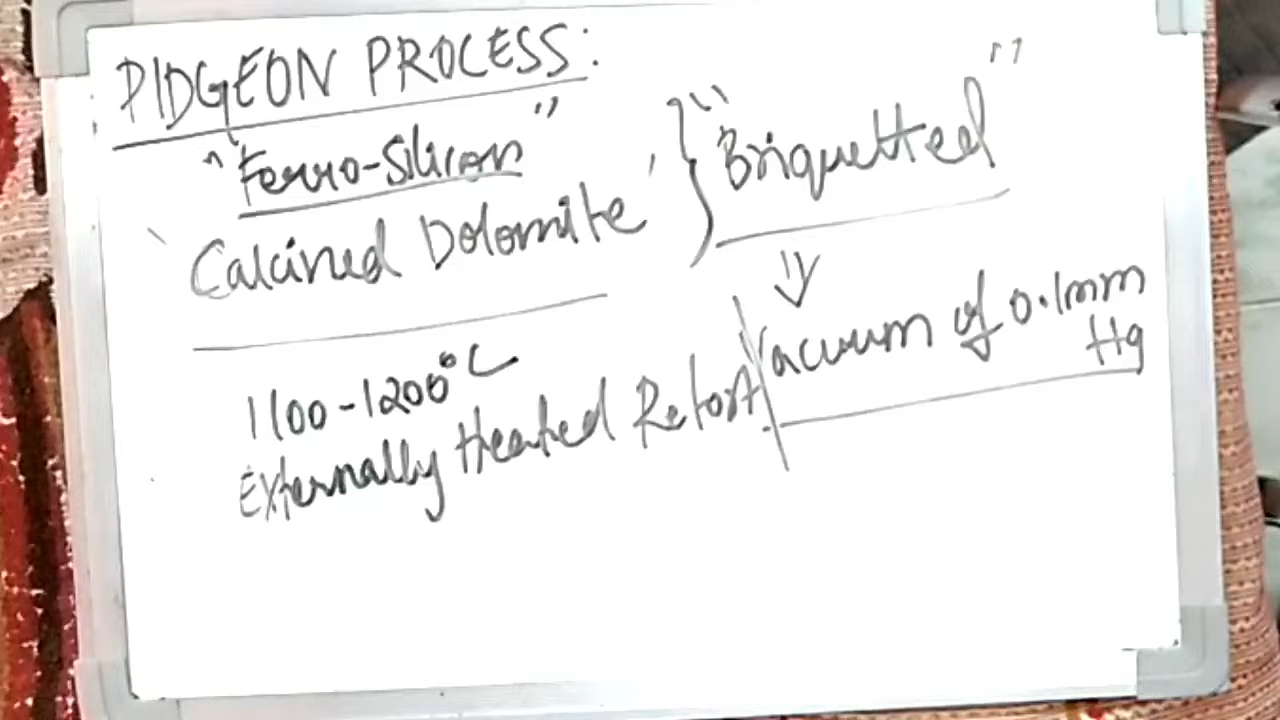 PIDGEON PROCESS:
"Ferro-Silicon"
'Calcined Dolomite' } "Briquetted"
⇓
Vacuum of 0.1mm
Hg
1100-1200°C
Externally Heated Retort